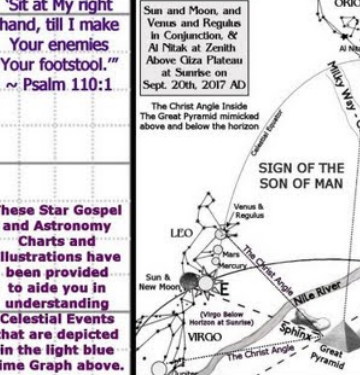 'Sit at My right
hand, till I make
Your enemies
Your footstool.'"
~ Psalm 110:1
These Star Gospel
and Astronomy
Charts and
Illustrations have
been provided
to aide you in
understanding
Celestial Events
that are depicted
in the light blue
Time Graph above.
Sun and Moon, and
Venus and Regulus
in Conjunction, &
Al Nitak at Zenith
Above Giza Plateau
at Sunrise on
Sept. 20th, 2017 AD
The Christ Angle Inside
The Great Pyramid mimicked
above and below the horizon
ORIO
Al Nita
Milky Way -
Celestial Equator
SIGN OF THE
SON OF MAN
Venus &
Regulus
LEO
Mars
Mercury
The Christ Angle
Sun &
New Moon
E
Nile River
(Virgo Below
Horizon at Sunrise)
Sphinx
VIRGO
The Christ Angle
Great
Pyramid
Jupiter